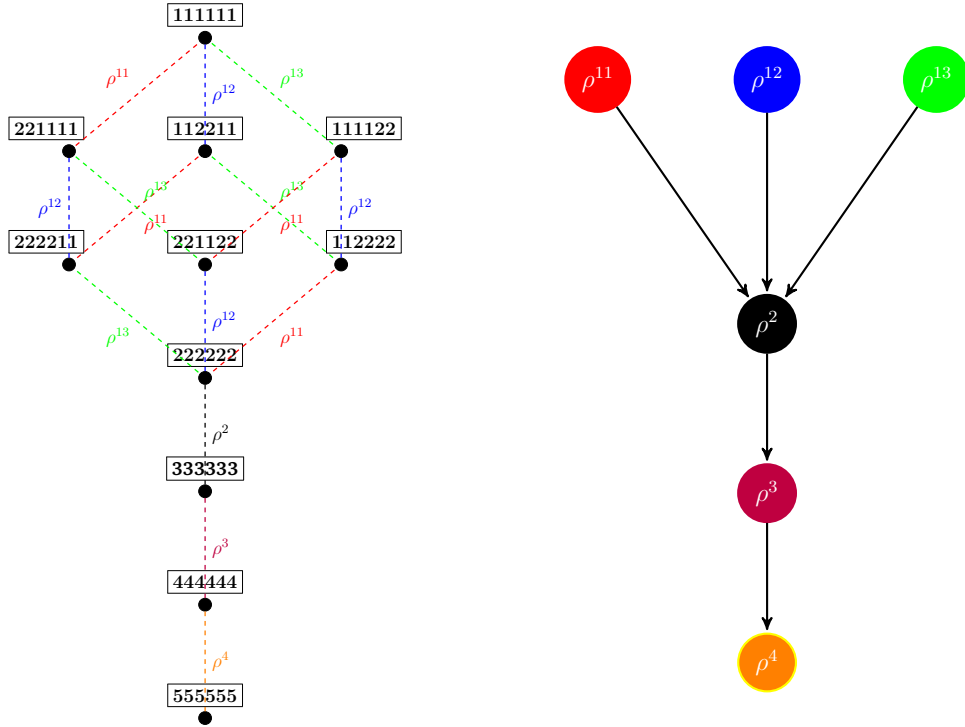 111111
ρ¹¹ ρ¹² ρ¹³
221111 112211 111122
ρ¹² ρ¹³ ρ¹³ ρ¹²
ρ¹¹ ρ¹¹
222211 221122 112222
ρ¹³ ρ¹² ρ¹¹
222222
ρ²
333333
ρ³
444444
ρ⁴
555555
ρ¹¹ ρ¹² ρ¹³
ρ²
ρ³
ρ⁴